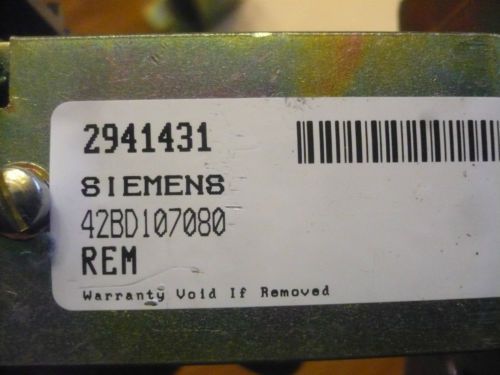 2941431
SIEMENS
42BD107080
REM
Warranty Void If Removed